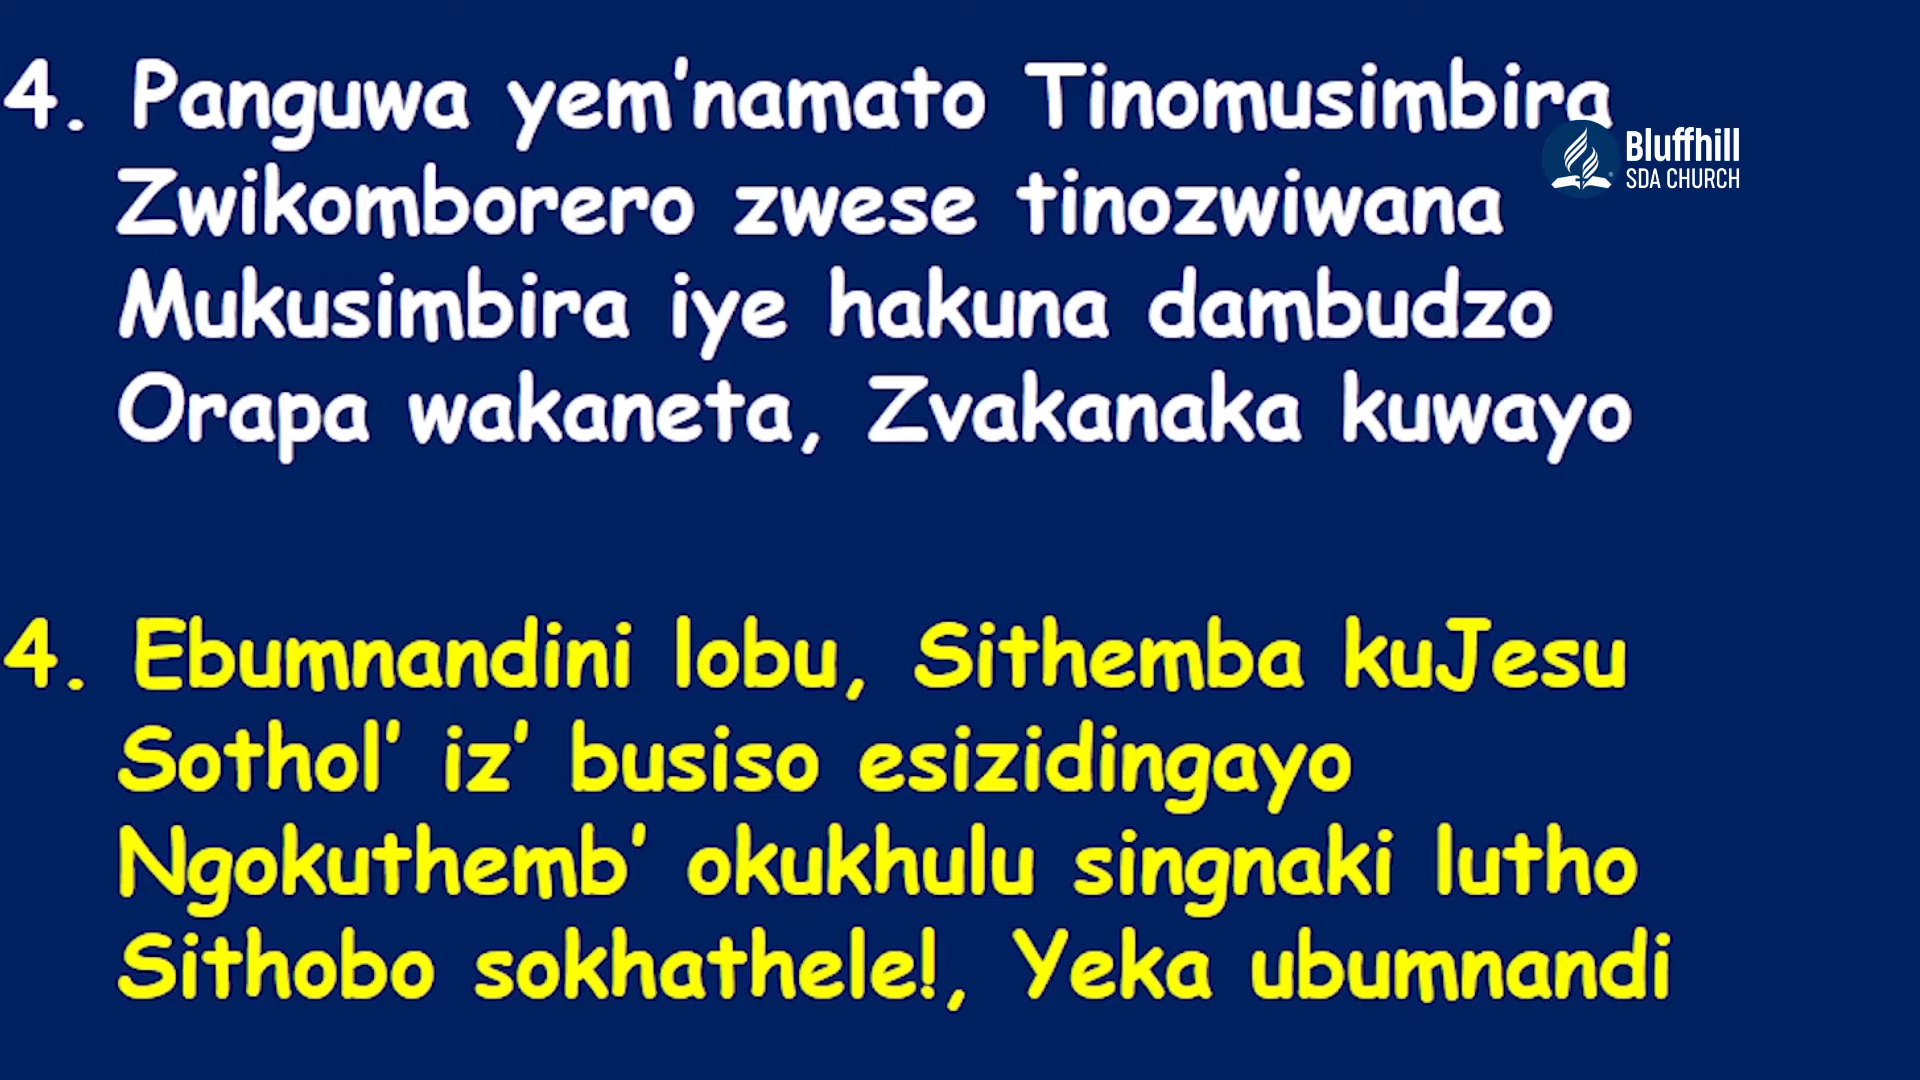 4. Panguwa yem'namato Tinomusimbira
Bluffhill
SDA CHURCH
Zwikomborero zwese tinozwiwana
Mukusimbira iye hakuna dambudzo
Orapa wakaneta, Zvakanaka kuwayo
4. Ebumnandini lobu, Sithemba kuJesu
Sothol' iz' busiso esizidingayo
Ngokuthemb' okukhulu singnaki lutho
Sithobo sokhathele!, Yeka ubumnandi